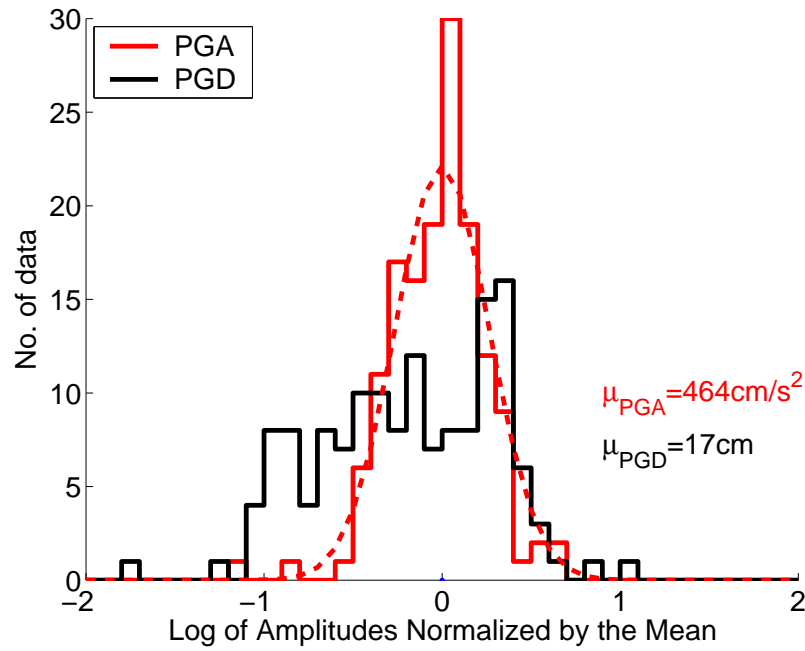 PGA
PGD
30
25
20
15
10
5
0
No. of data
μPGA=464cm/s²
μPGD=17cm
−2
−1
0
1
2
Log of Amplitudes Normalized by the Mean